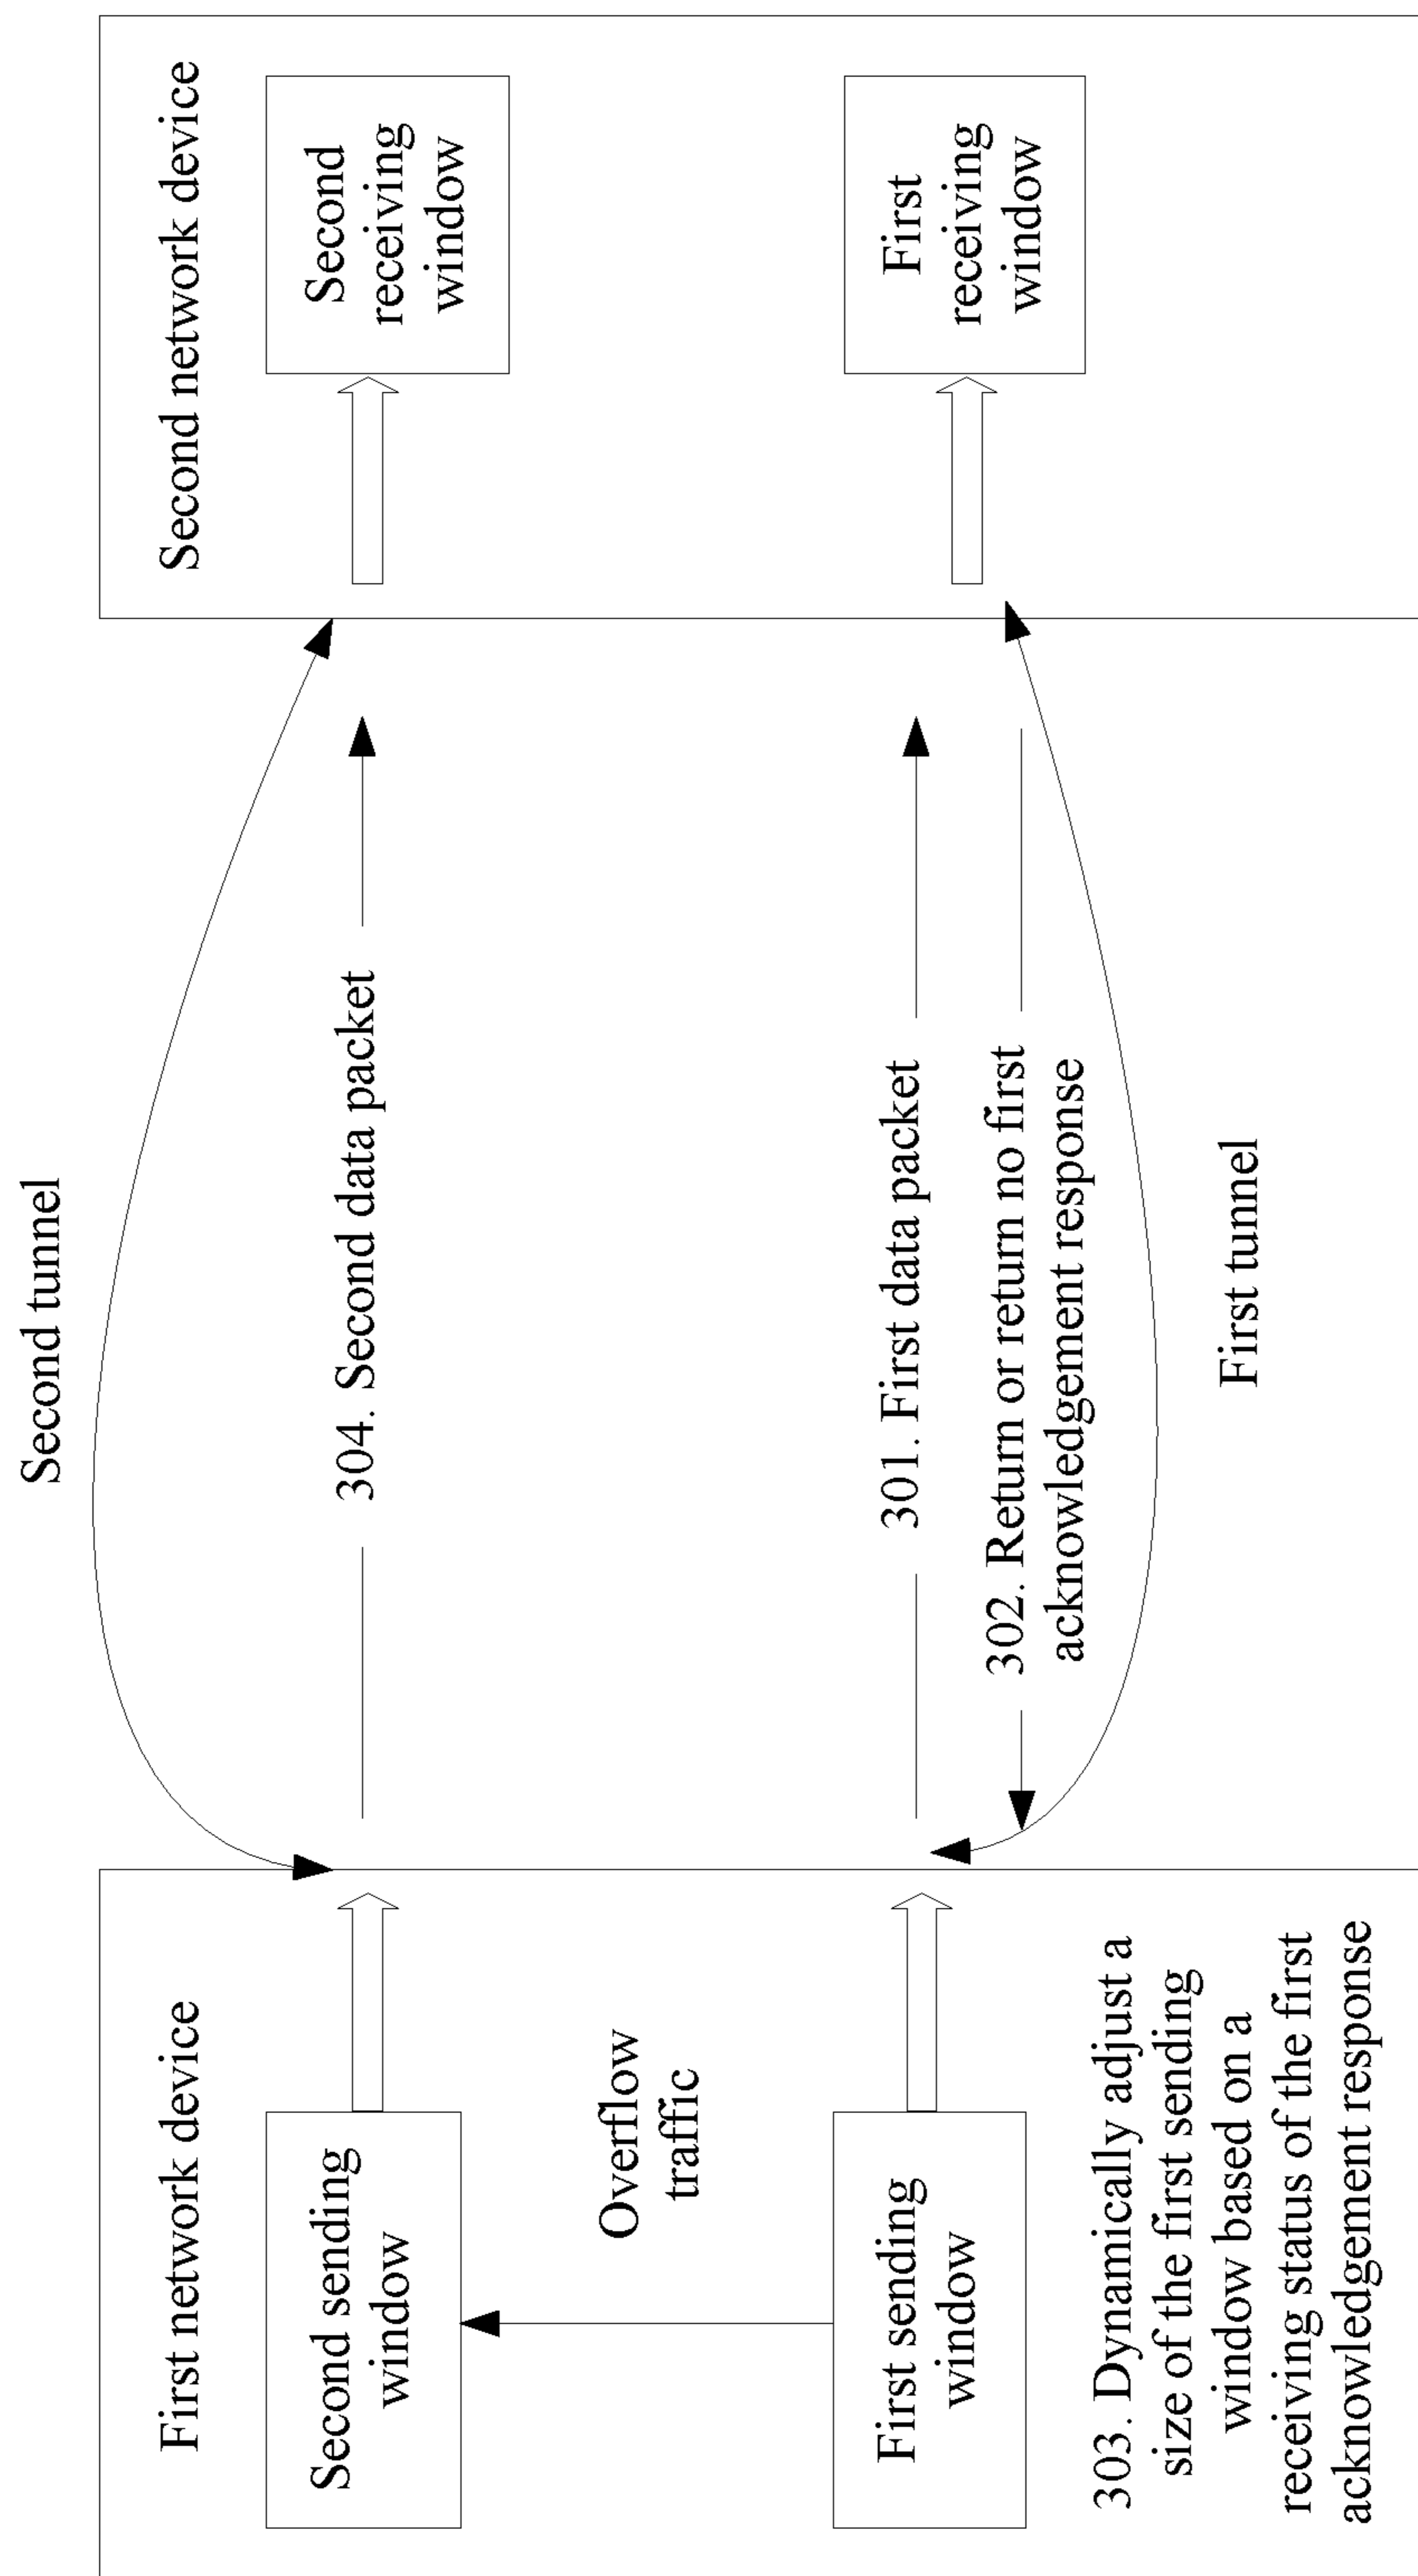 Second tunnel
First network device
Second network device
Second sending
window
304. Second data packet
Second
receiving
window
Overflow
traffic
First sending
window
301. First data packet
First
receiving
window
302. Return or return no first
acknowledgement response
303. Dynamically adjust a
size of the first sending
window based on a
receiving status of the first
acknowledgement response
First tunnel